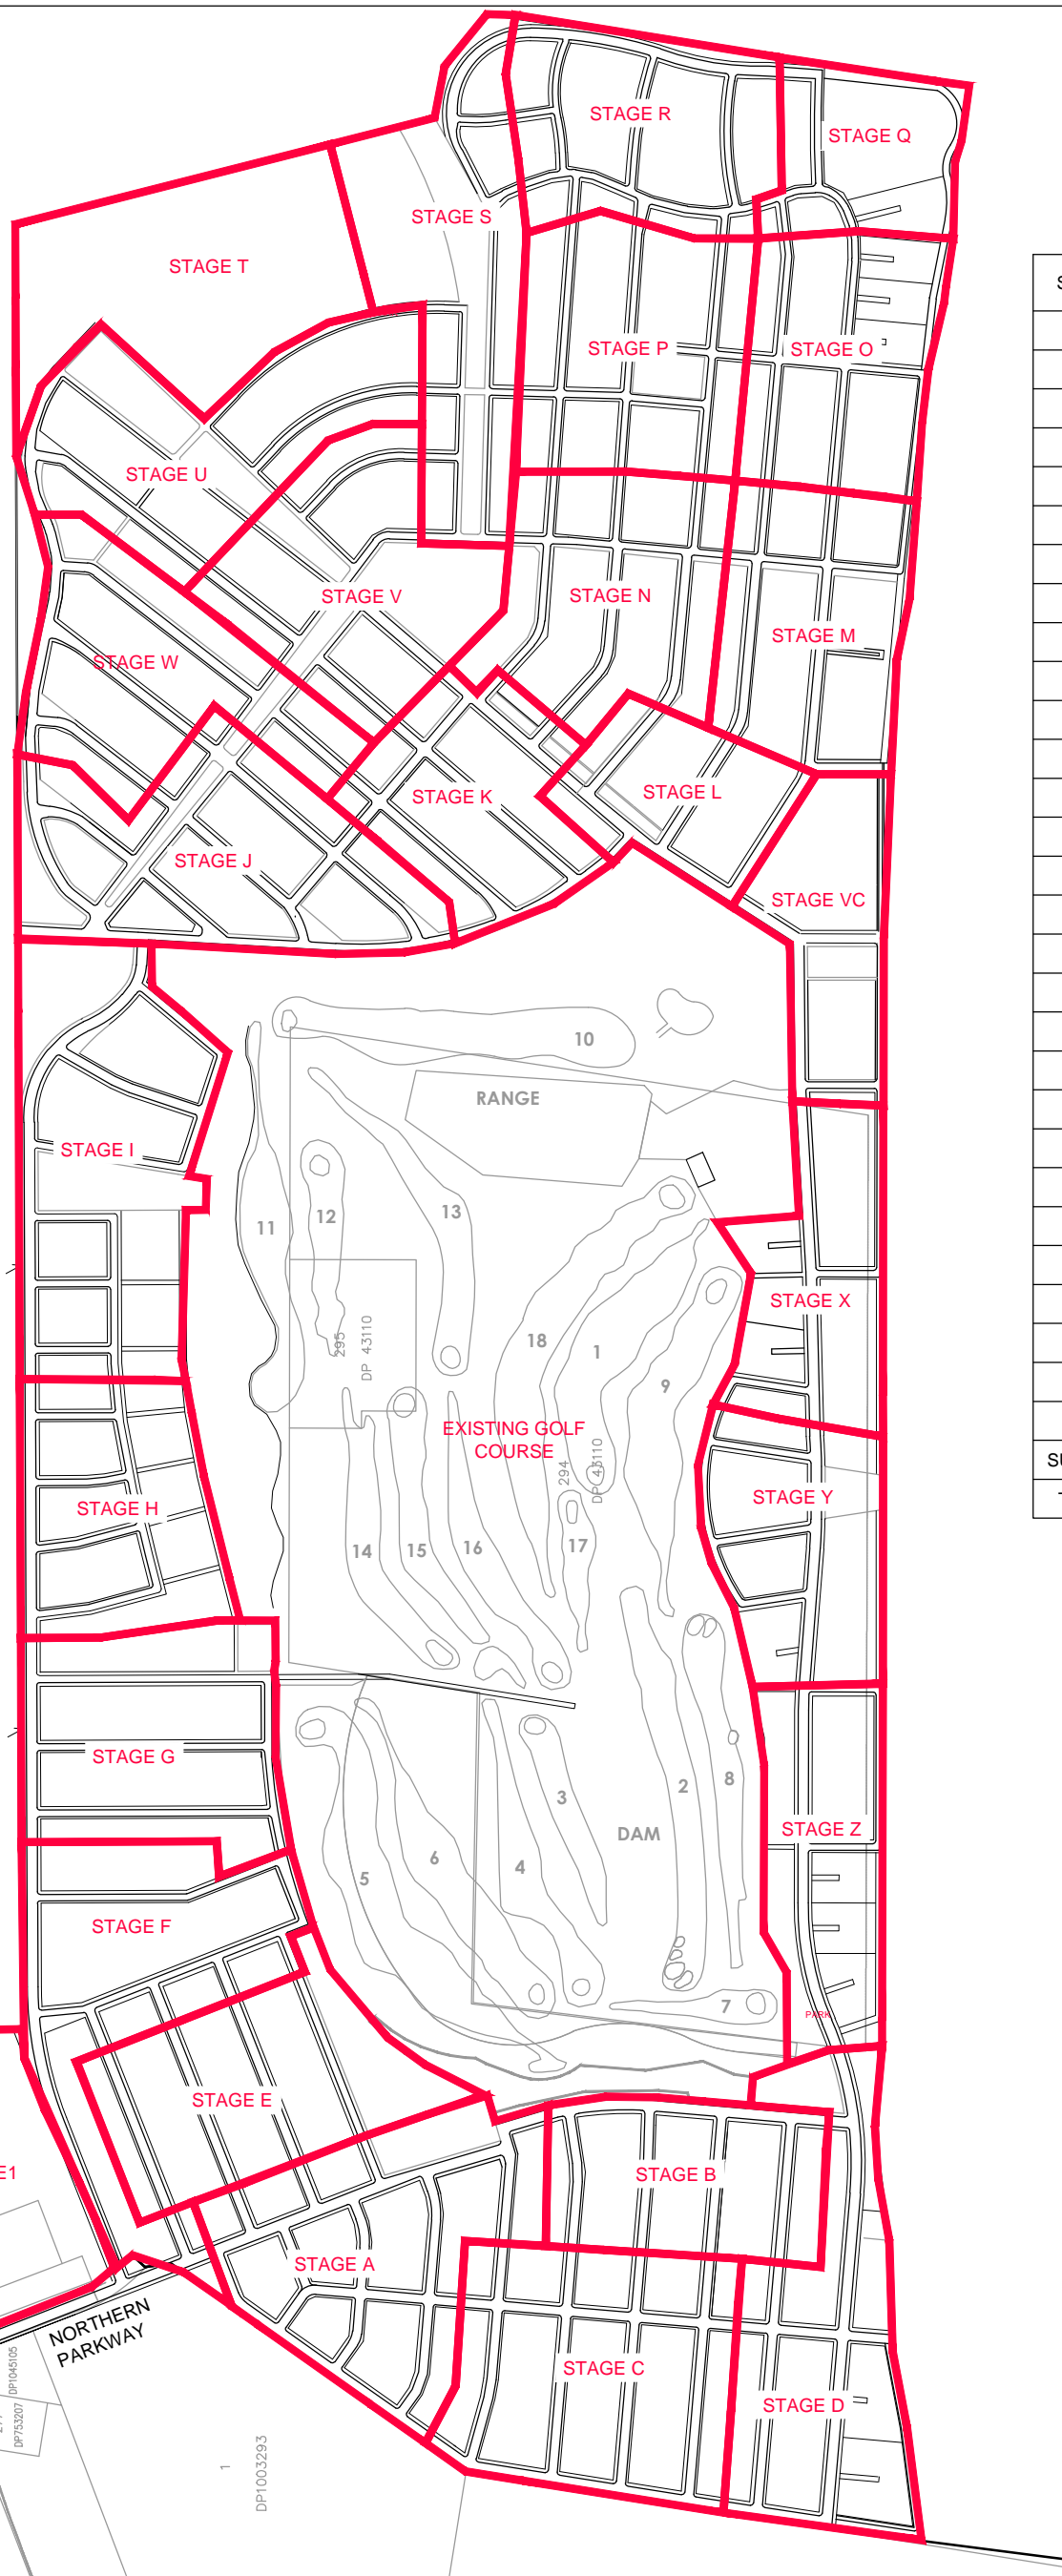 STAGE R
STAGE Q
STAGE S
STAGE T
STAGE P
STAGE O
STAGE U
STAGE V
STAGE N
STAGE M
STAGE W
STAGE L
STAGE K
STAGE J
STAGE VC
10
RANGE
STAGE I
11
12
13
295
DP 43110
18
1
9
STAGE X
EXISTING GOLF
COURSE
294
DP 43110
STAGE H
STAGE Y
14
15
16
17
STAGE G
2
8
3
DAM
STAGE Z
6
4
5
STAGE F
7
PARK
STAGE E
STAGE B
STAGE A
NORTHERN
PARKWAY
STAGE C
STAGE D
DP1045105
DP753207
1
DP1003293